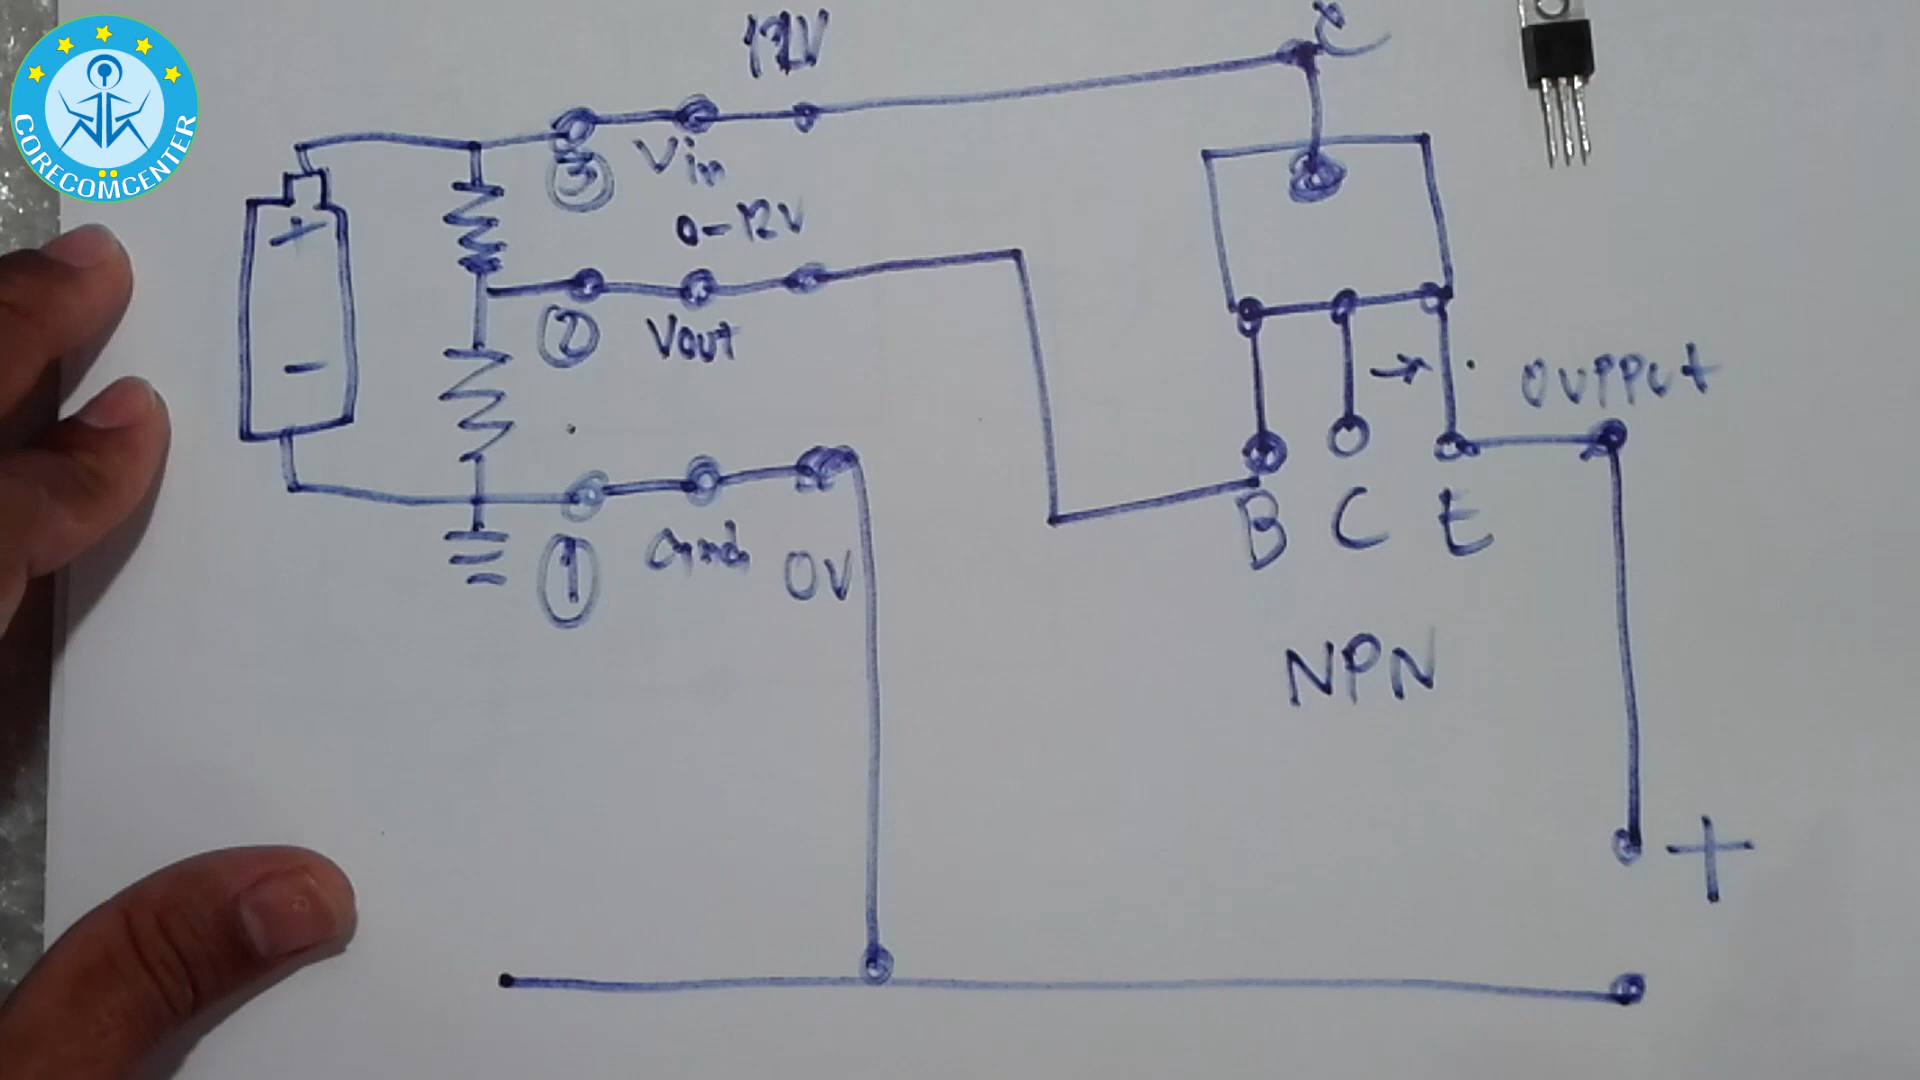 CORECOMCENTER
12V
C
3
Vin
0-12V
2
Vout
+
-
1
Gnd
0V
B C E
OUPPUt
NPN
+